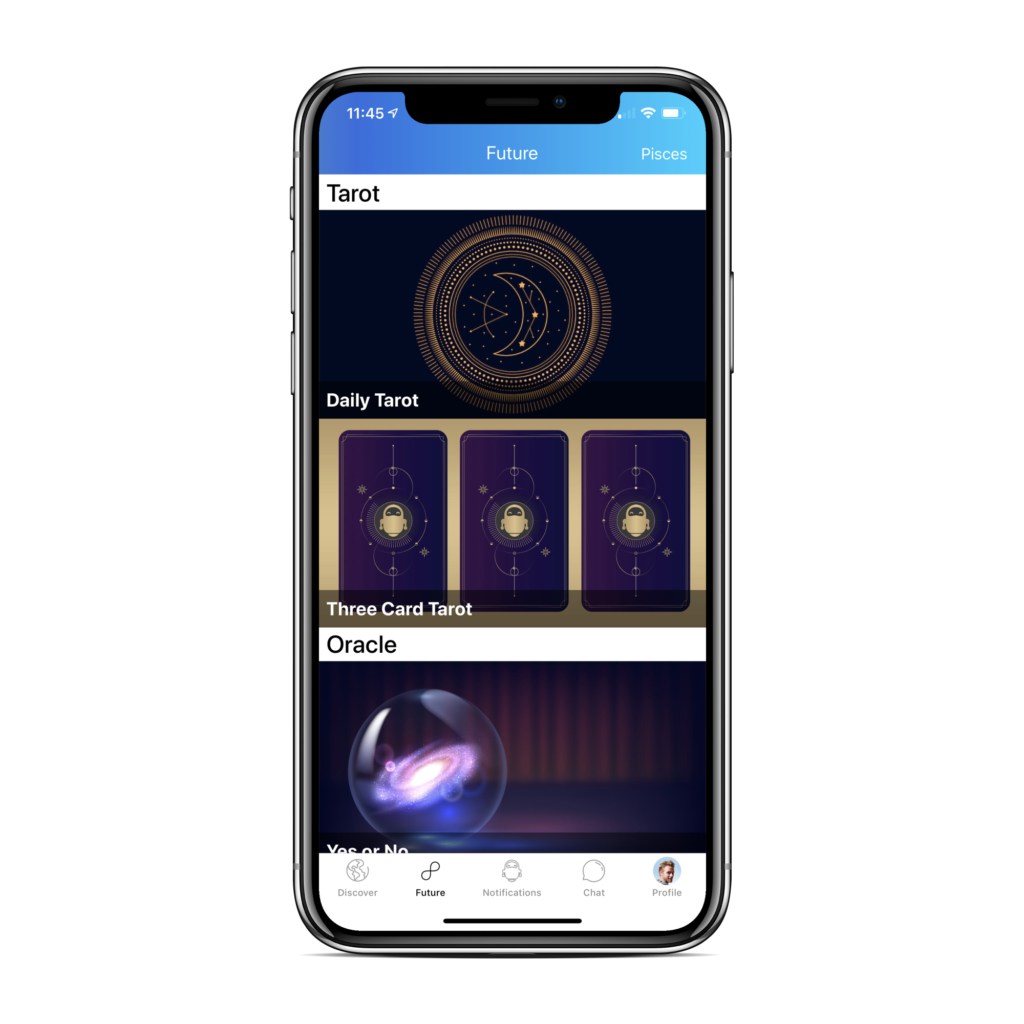 11:45
Future
Pisces
Tarot
Daily Tarot
Three Card Tarot
Oracle
Yes or No
Discover
Future
Notifications
Chat
Profile